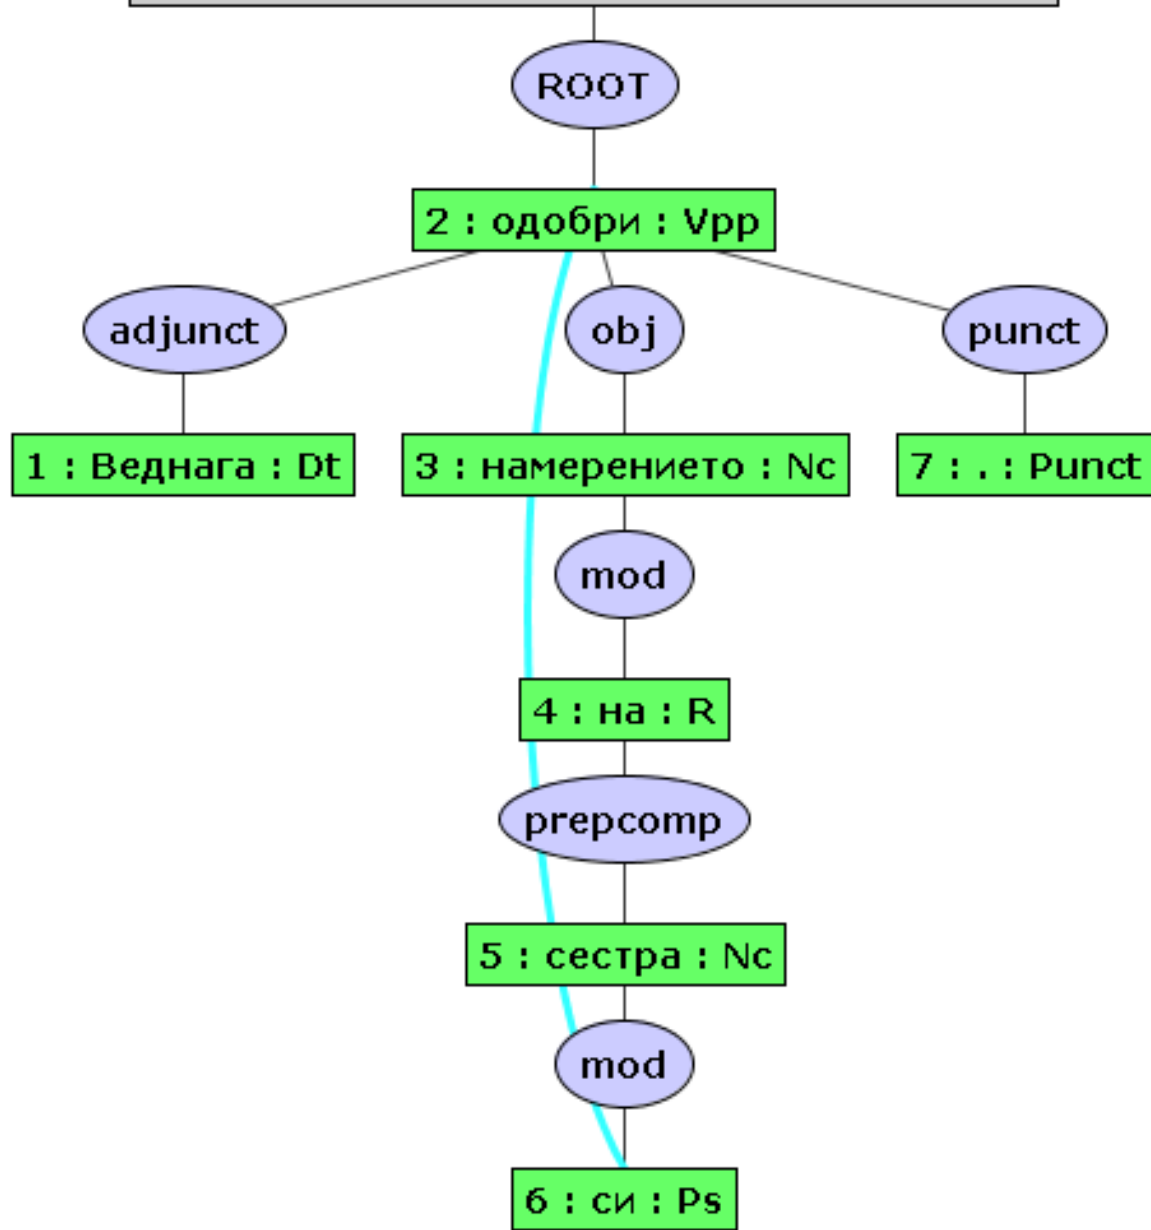 ROOT
2 : одобри : Vpp
adjunct obj punct
1 : Веднага : Dt 3 : намерението : Nc 7 : . : Punct
mod
4 : на : R
prepcomp
5 : сестра : Nc
mod
6 : си : Ps